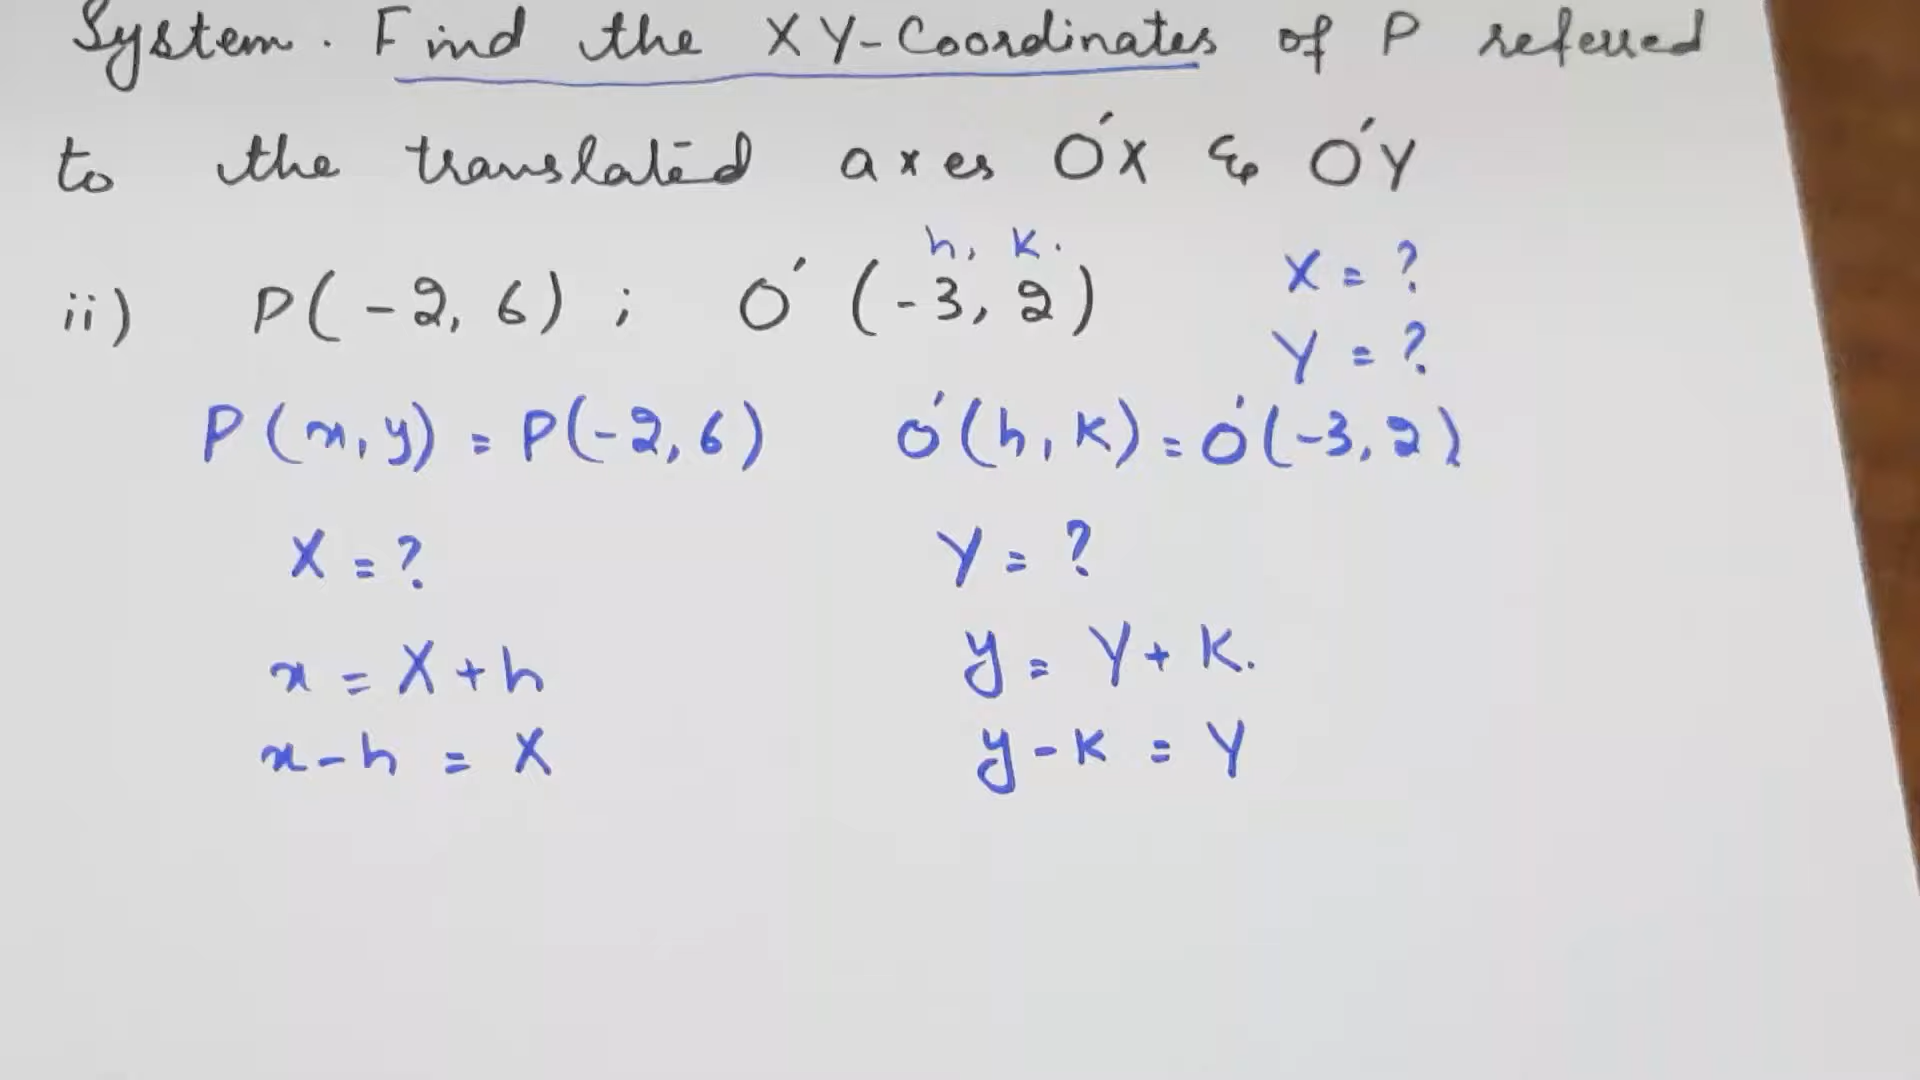 System. Find the XY-Coordinates of P refered
to the translated axes O'X & O'Y
h, k.
ii) P(-2, 6) ; O' (-3, 2)
X = ?
Y = ?
P(x, y) = P(-2, 6) O'(h, k) = O'(-3, 2)
X = ? Y = ?
x = X + h y = Y + k.
x - h = X y - k = Y